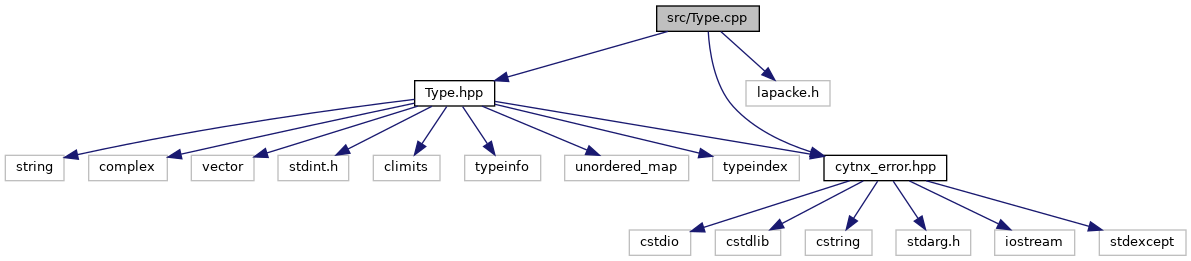 src/Type.cpp
Type.hpp
lapacke.h
string
complex
vector
stdint.h
climits
typeinfo
unordered_map
typeindex
cytnx_error.hpp
cstdio
cstdlib
cstring
stdarg.h
iostream
stdexcept